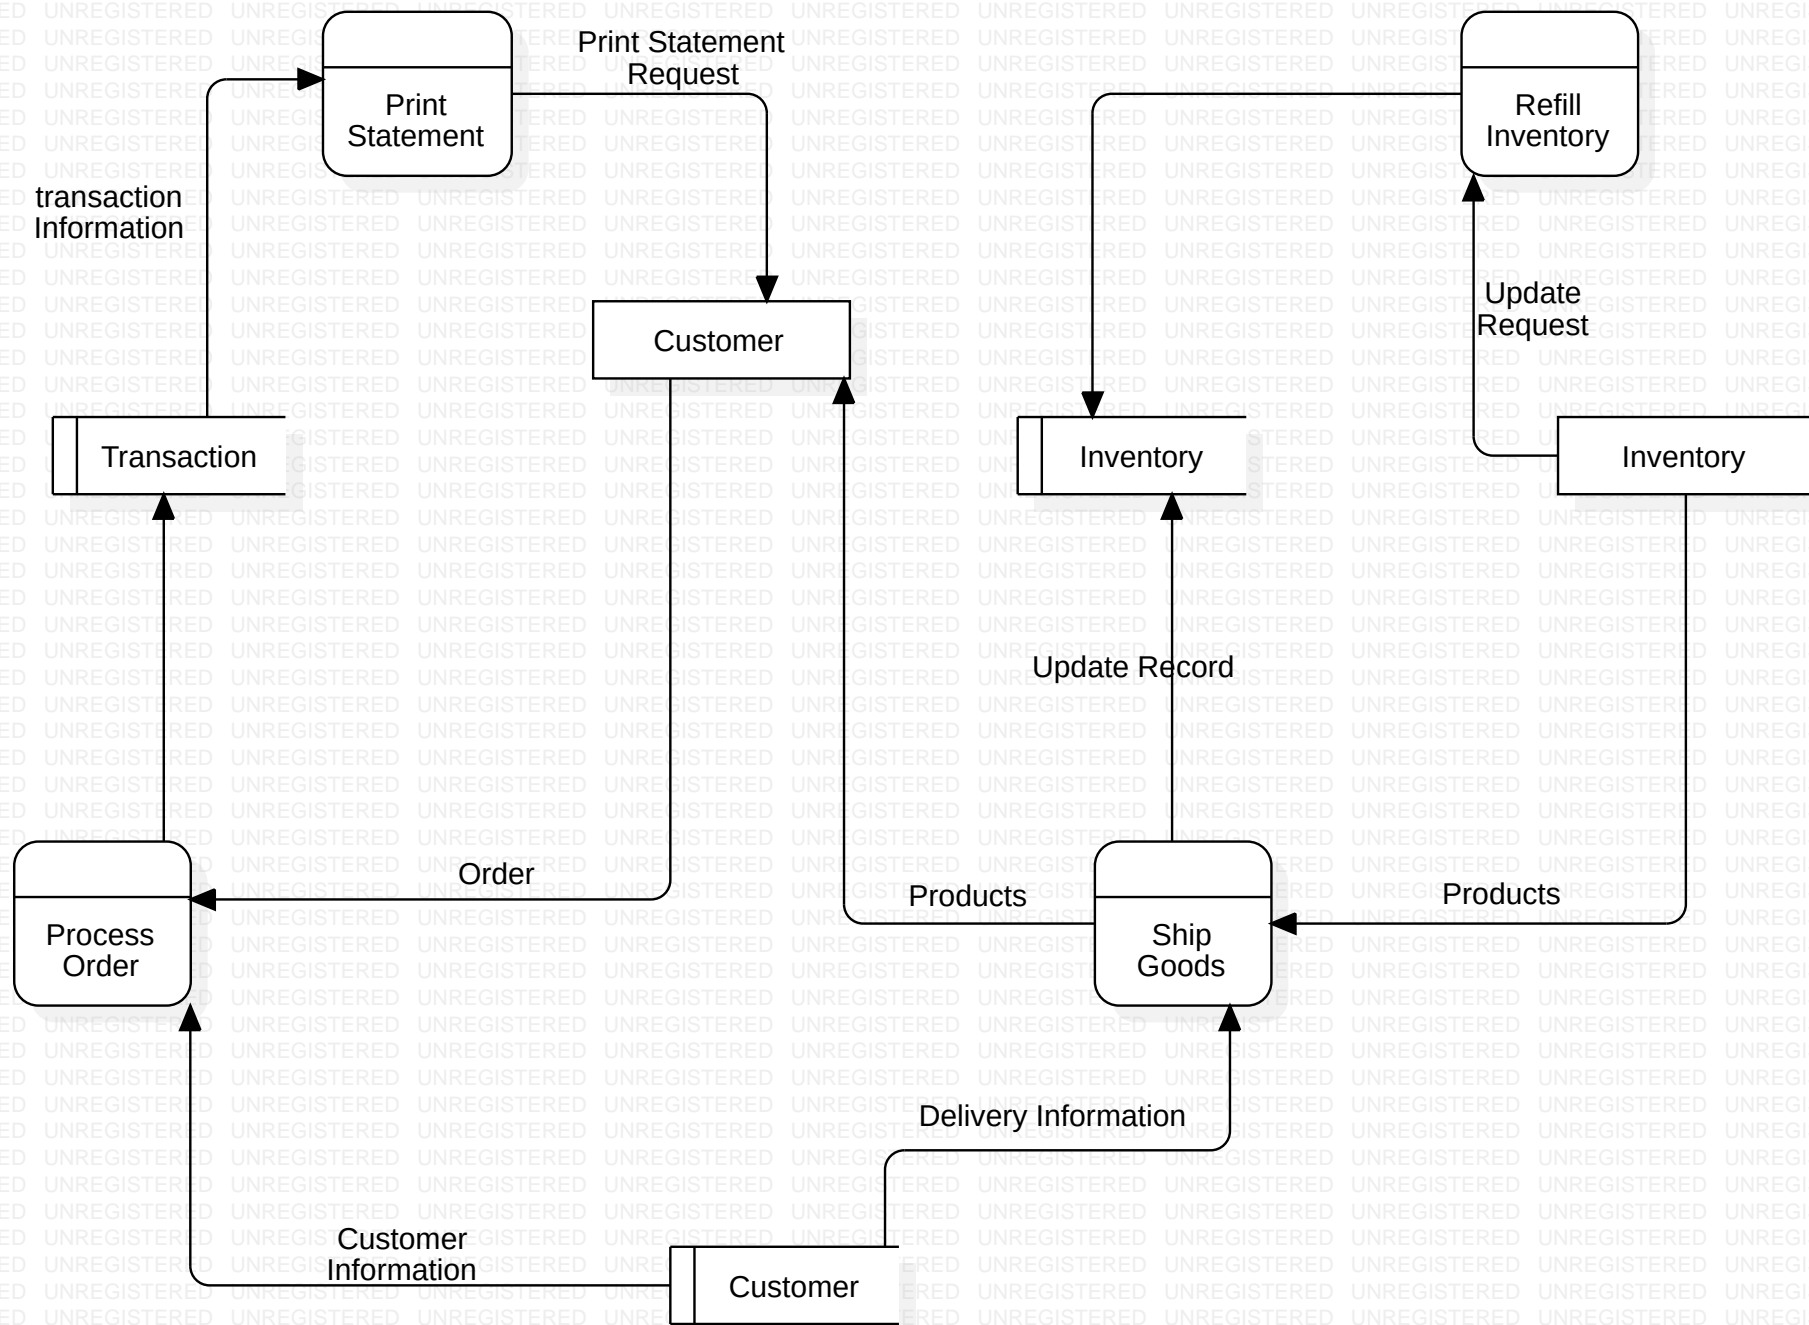 Print Statement
Request
Print
Statement
Refill
Inventory
transaction
Information
Update
Request
Customer
Transaction
Inventory
Inventory
Update Record
Order
Products
Products
Process
Order
Ship
Goods
Delivery Information
Customer
Information
Customer
UNREGISTERED